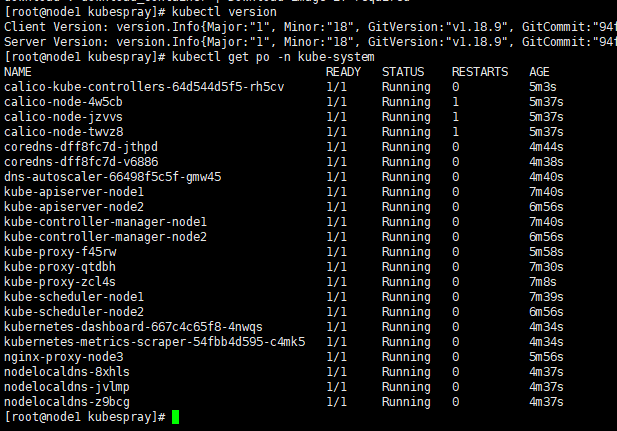 [root@node1 kubespray]# kubectl version
Client Version: version.Info{Major:"1", Minor:"18", GitVersion:"v1.18.9", GitCommit:"94f
Server Version: version.Info{Major:"1", Minor:"18", GitVersion:"v1.18.9", GitCommit:"94f
[root@node1 kubespray]# kubectl get po -n kube-system
NAME READY STATUS RESTARTS AGE
calico-kube-controllers-64d544d5f5-rh5cv 1/1 Running 0 5m3s
calico-node-4w5cb 1/1 Running 1 5m37s
calico-node-jzvvs 1/1 Running 1 5m37s
calico-node-twvz8 1/1 Running 1 5m37s
coredns-dff8fc7d-jthpd 1/1 Running 0 4m44s
coredns-dff8fc7d-v6886 1/1 Running 0 4m38s
dns-autoscaler-66498f5c5f-gmw45 1/1 Running 0 4m40s
kube-apiserver-node1 1/1 Running 0 7m40s
kube-apiserver-node2 1/1 Running 0 6m56s
kube-controller-manager-node1 1/1 Running 0 7m40s
kube-controller-manager-node2 1/1 Running 0 6m56s
kube-proxy-f45rw 1/1 Running 0 5m58s
kube-proxy-qtdbh 1/1 Running 0 7m30s
kube-proxy-zcl4s 1/1 Running 0 7m8s
kube-scheduler-node1 1/1 Running 0 7m39s
kube-scheduler-node2 1/1 Running 0 6m56s
kubernetes-dashboard-667c4c65f8-4nwqs 1/1 Running 0 4m34s
kubernetes-metrics-scraper-54fbb4d595-c4mk5 1/1 Running 0 4m34s
nginx-proxy-node3 1/1 Running 0 5m56s
nodelocaldns-8xhls 1/1 Running 0 4m37s
nodelocaldns-jvlmp 1/1 Running 0 4m37s
nodelocaldns-z9bcg 1/1 Running 0 4m37s
[root@node1 kubespray]#